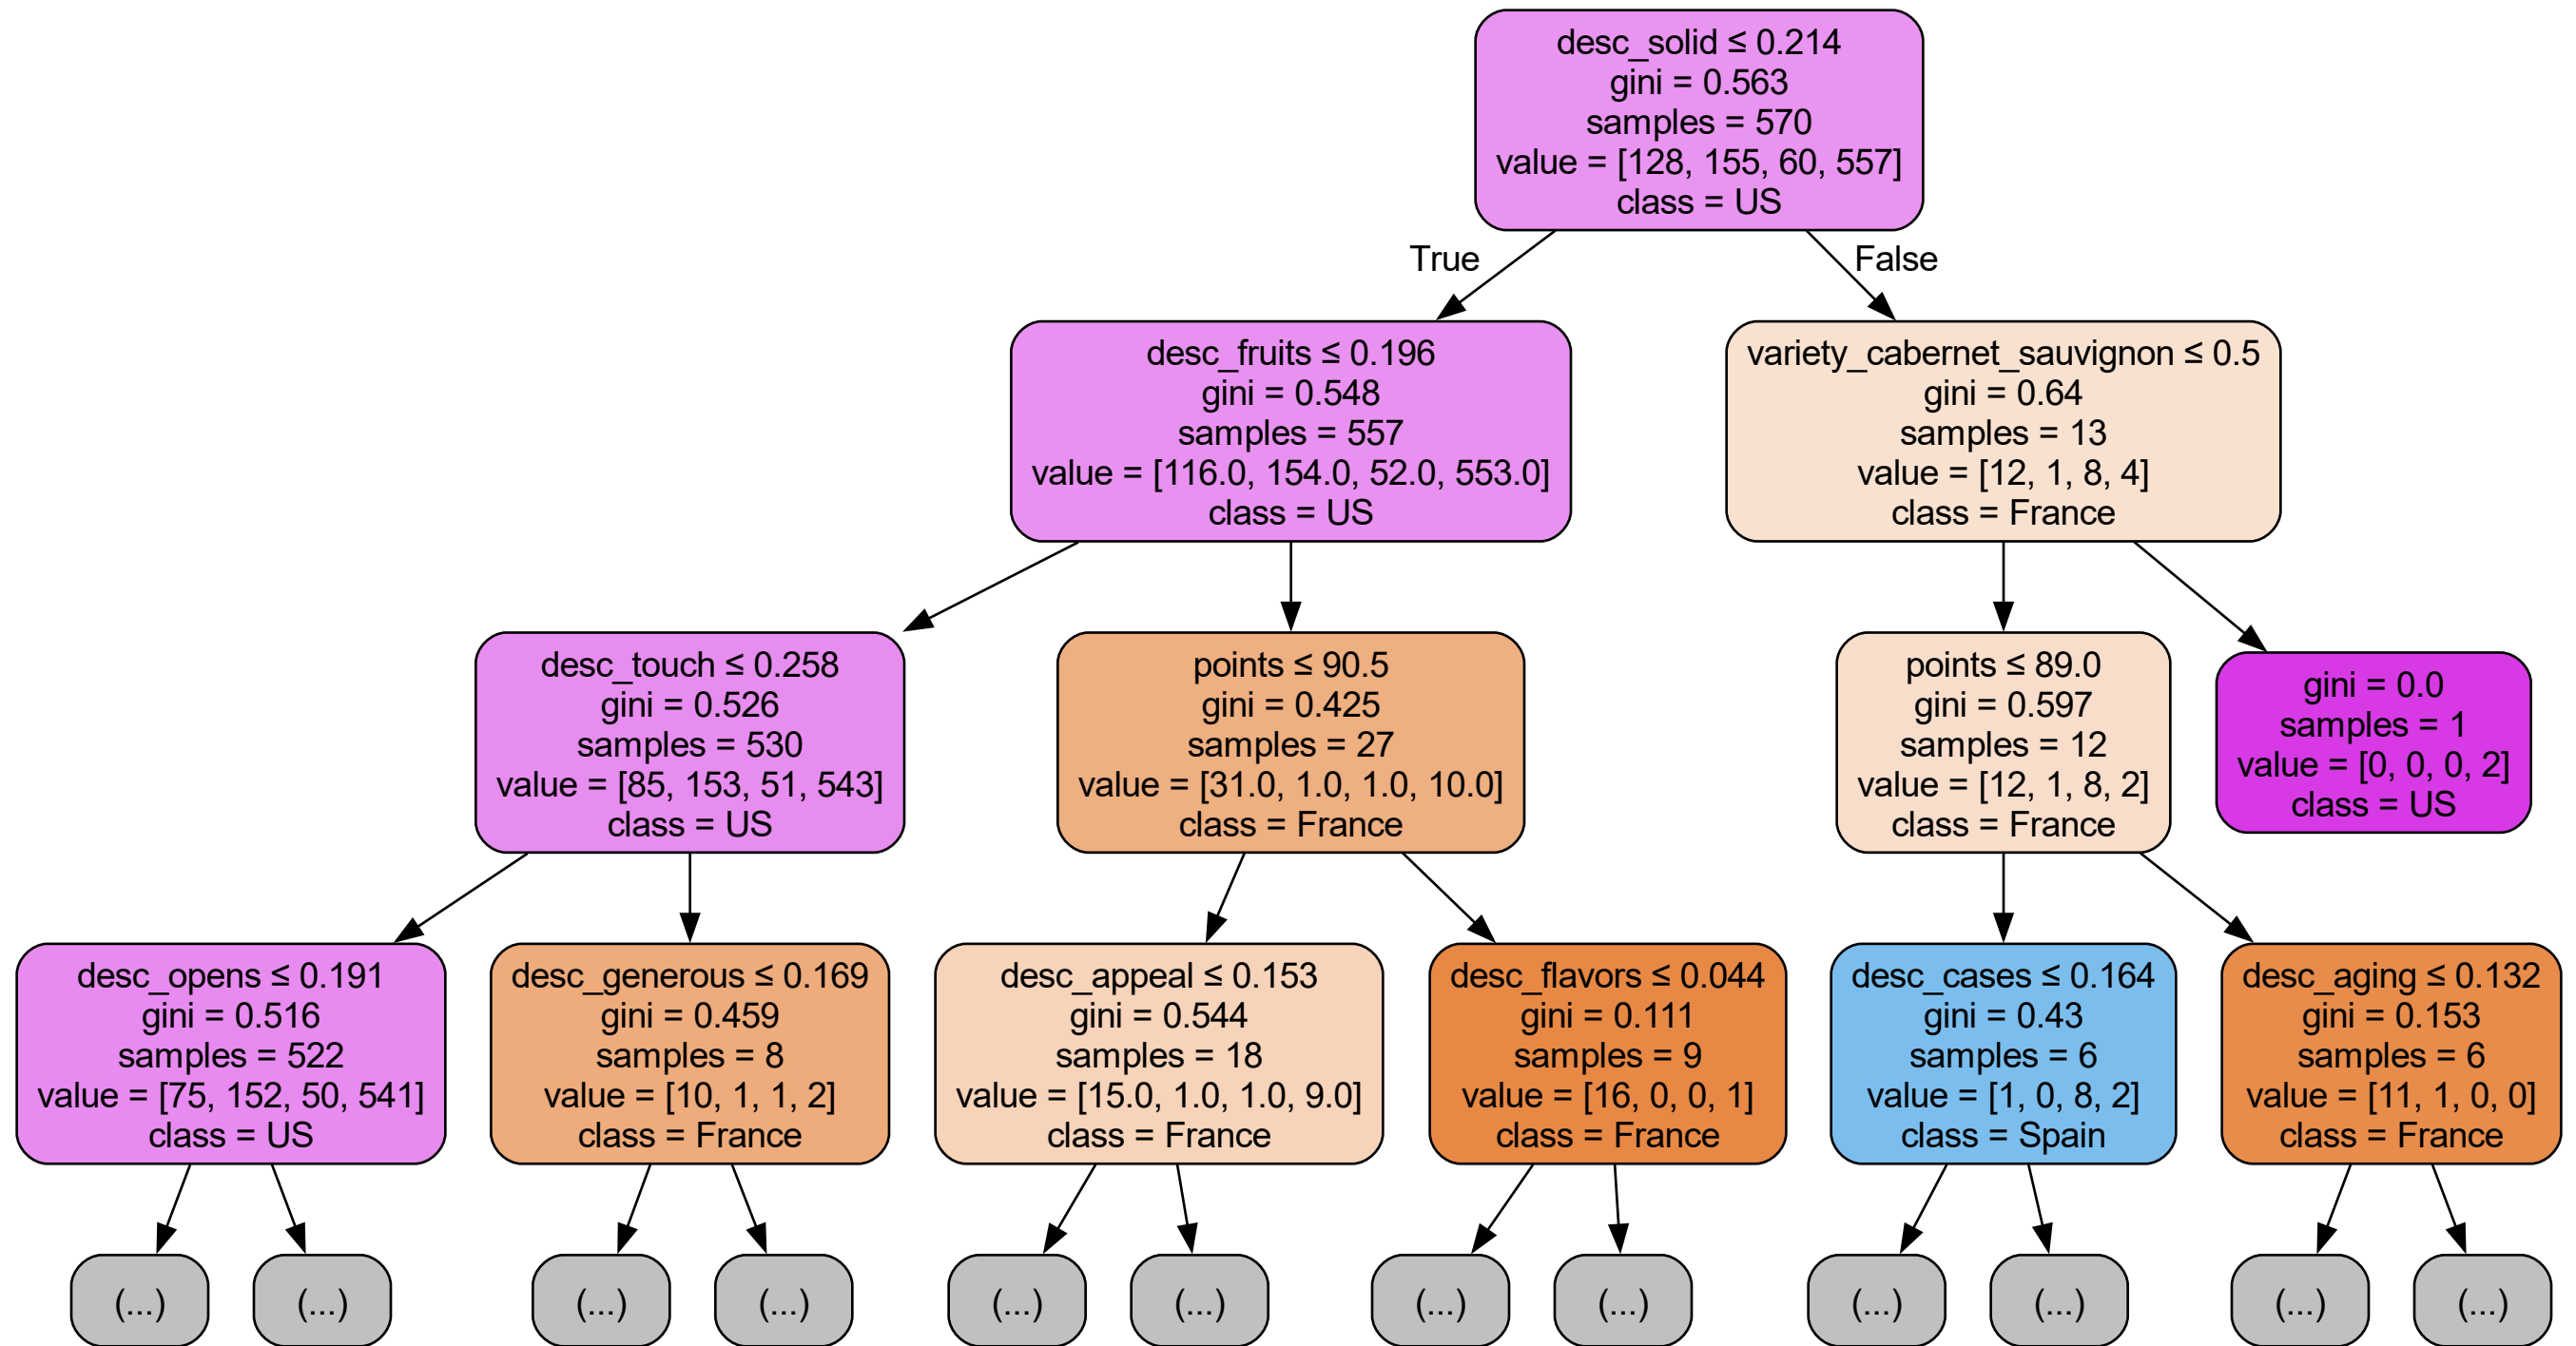 desc_solid ≤ 0.214
gini = 0.563
samples = 570
value = [128, 155, 60, 557]
class = US
True
False
desc_fruits ≤ 0.196
gini = 0.548
samples = 557
value = [116.0, 154.0, 52.0, 553.0]
class = US
variety_cabernet_sauvignon ≤ 0.5
gini = 0.64
samples = 13
value = [12, 1, 8, 4]
class = France
desc_touch ≤ 0.258
gini = 0.526
samples = 530
value = [85, 153, 51, 543]
class = US
points ≤ 90.5
gini = 0.425
samples = 27
value = [31.0, 1.0, 1.0, 10.0]
class = France
points ≤ 89.0
gini = 0.597
samples = 12
value = [12, 1, 8, 2]
class = France
gini = 0.0
samples = 1
value = [0, 0, 0, 2]
class = US
desc_opens ≤ 0.191
gini = 0.516
samples = 522
value = [75, 152, 50, 541]
class = US
desc_generous ≤ 0.169
gini = 0.459
samples = 8
value = [10, 1, 1, 2]
class = France
desc_appeal ≤ 0.153
gini = 0.544
samples = 18
value = [15.0, 1.0, 1.0, 9.0]
class = France
desc_flavors ≤ 0.044
gini = 0.111
samples = 9
value = [16, 0, 0, 1]
class = France
desc_cases ≤ 0.164
gini = 0.43
samples = 6
value = [1, 0, 8, 2]
class = Spain
desc_aging ≤ 0.132
gini = 0.153
samples = 6
value = [11, 1, 0, 0]
class = France
(...)
(...)
(...)
(...)
(...)
(...)
(...)
(...)
(...)
(...)
(...)
(...)